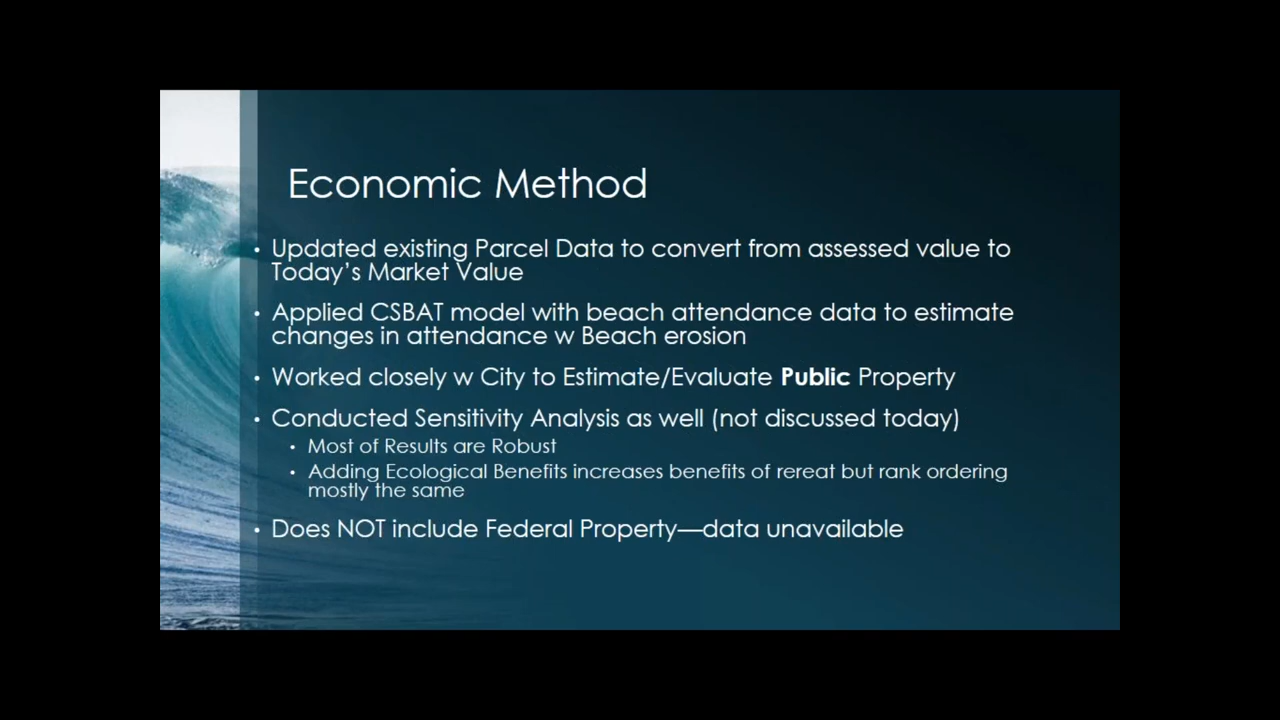 Economic Method
• Updated existing Parcel Data to convert from assessed value to
Today's Market Value
• Applied CSBAT model with beach attendance data to estimate
changes in attendance w Beach erosion
• Worked closely w City to Estimate/Evaluate Public Property
• Conducted Sensitivity Analysis as well (not discussed today)
• Most of Results are Robust
• Adding Ecological Benefits increases benefits of rereat but rank ordering
mostly the same
• Does NOT include Federal Property—data unavailable